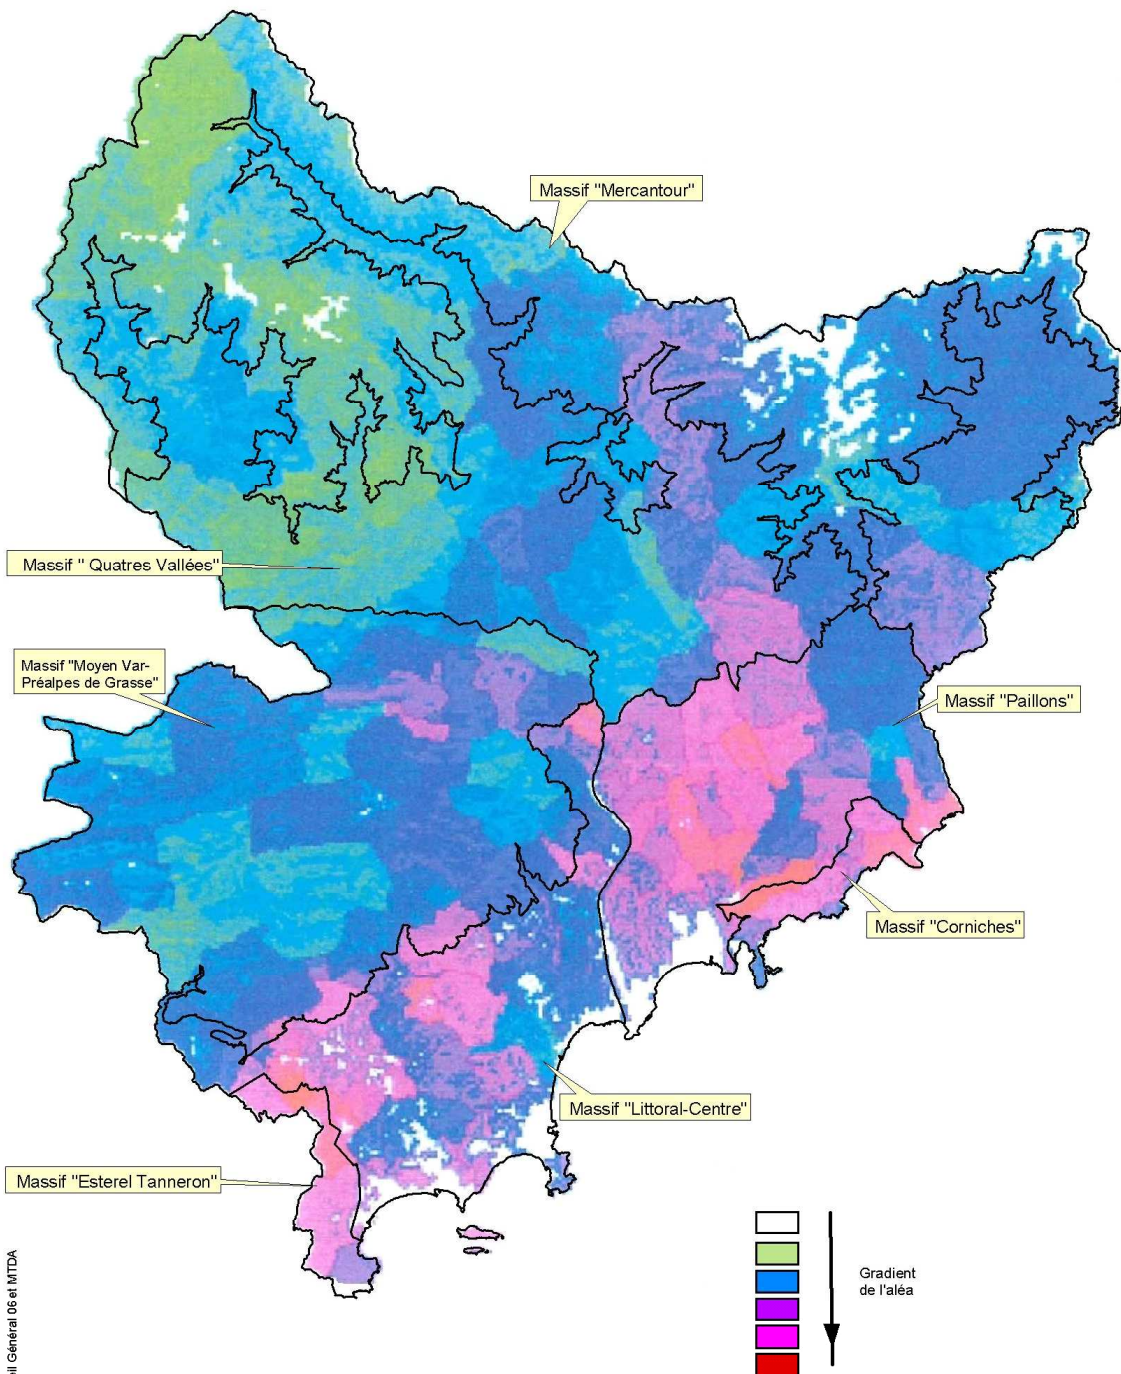 Massif "Mercantour"
Massif " Quatres Vallées"
Massif "Moyen Var-
Préalpes de Grasse"
Massif "Paillons"
Massif "Corniches"
Massif "Littoral-Centre"
Massif "Esterel Tanneron"
Gradient
de l'aléa
Général 06 et MTDA